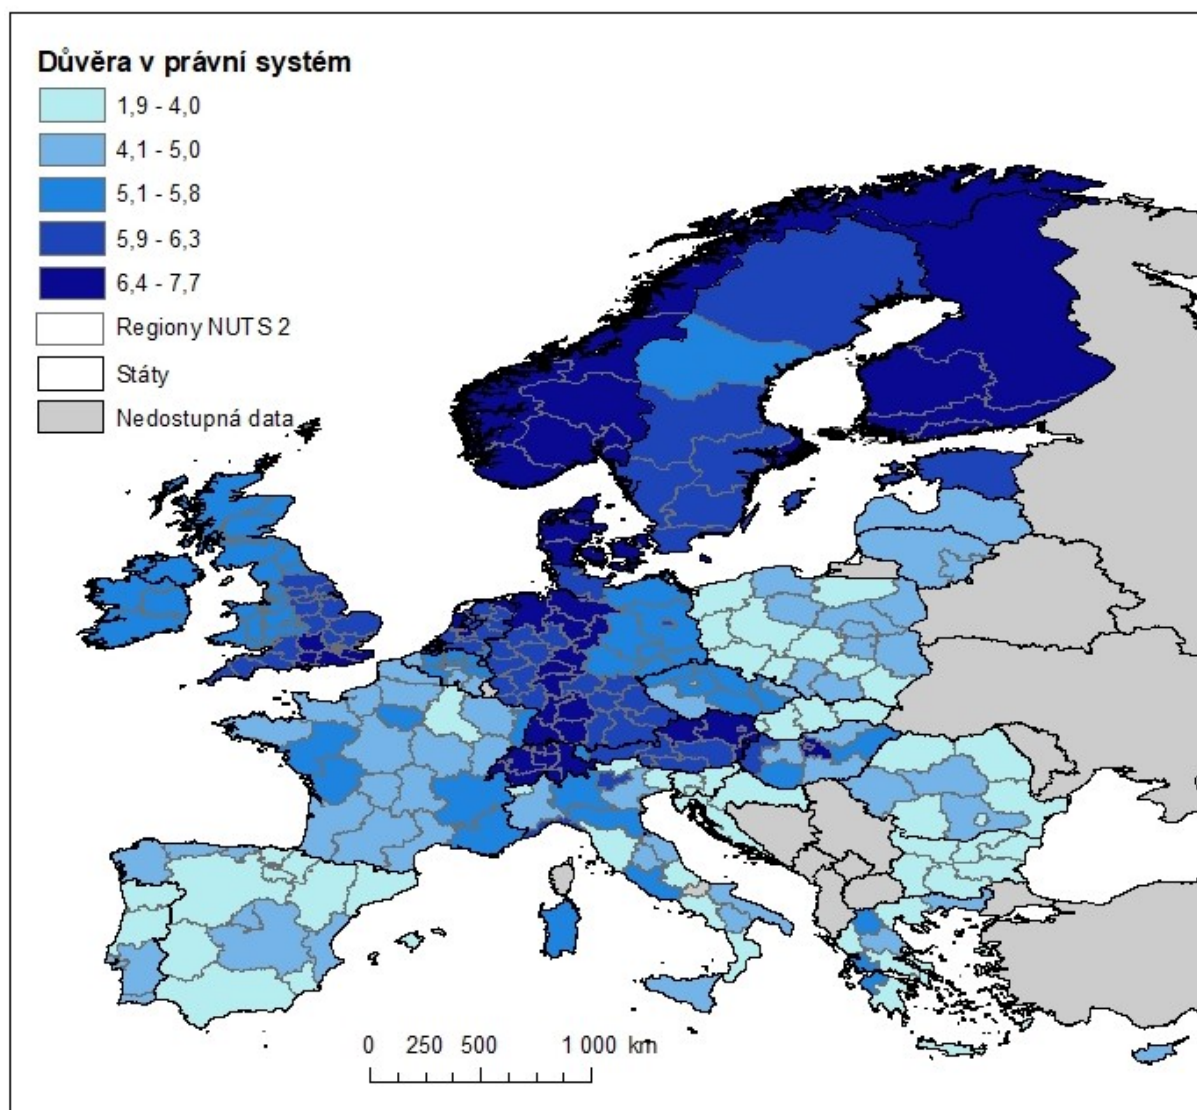 Důvěra v právní systém
1,9 - 4,0
4,1 - 5,0
5,1 - 5,8
5,9 - 6,3
6,4 - 7,7
Regiony NUTS 2
Státy
Nedostupná data
0 250 500 1 000 km